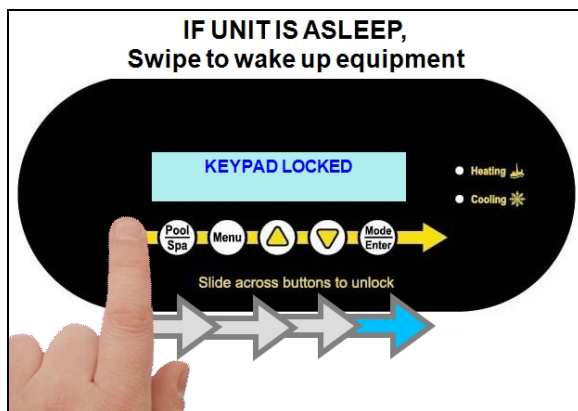 IF UNIT IS ASLEEP,
Swipe to wake up equipment
KEYPAD LOCKED
Heating
Cooling
Pool Spa Menu Mode Enter
Slide across buttons to unlock